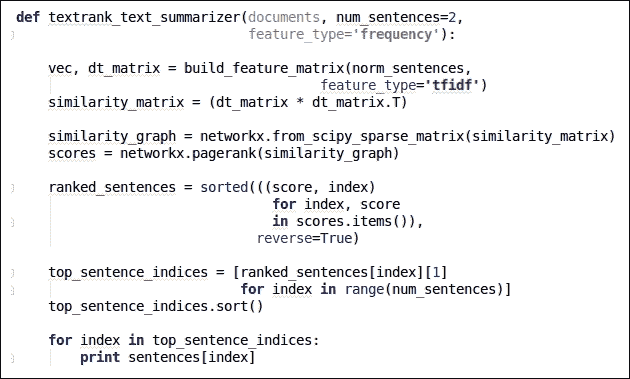 def textrank_text_summarizer(documents, num_sentences=2,
                             feature_type='frequency'):

    vec, dt_matrix = build_feature_matrix(norm_sentences,
                                      feature_type='tfidf')
    similarity_matrix = (dt_matrix * dt_matrix.T)

    similarity_graph = networkx.from_scipy_sparse_matrix(similarity_matrix)
    scores = networkx.pagerank(similarity_graph)

    ranked_sentences = sorted(((score, index)
                                for index, score
                                in scores.items()),
                              reverse=True)

    top_sentence_indices = [ranked_sentences[index][1]
                            for index in range(num_sentences)]
    top_sentence_indices.sort()

    for index in top_sentence_indices:
        print sentences[index]